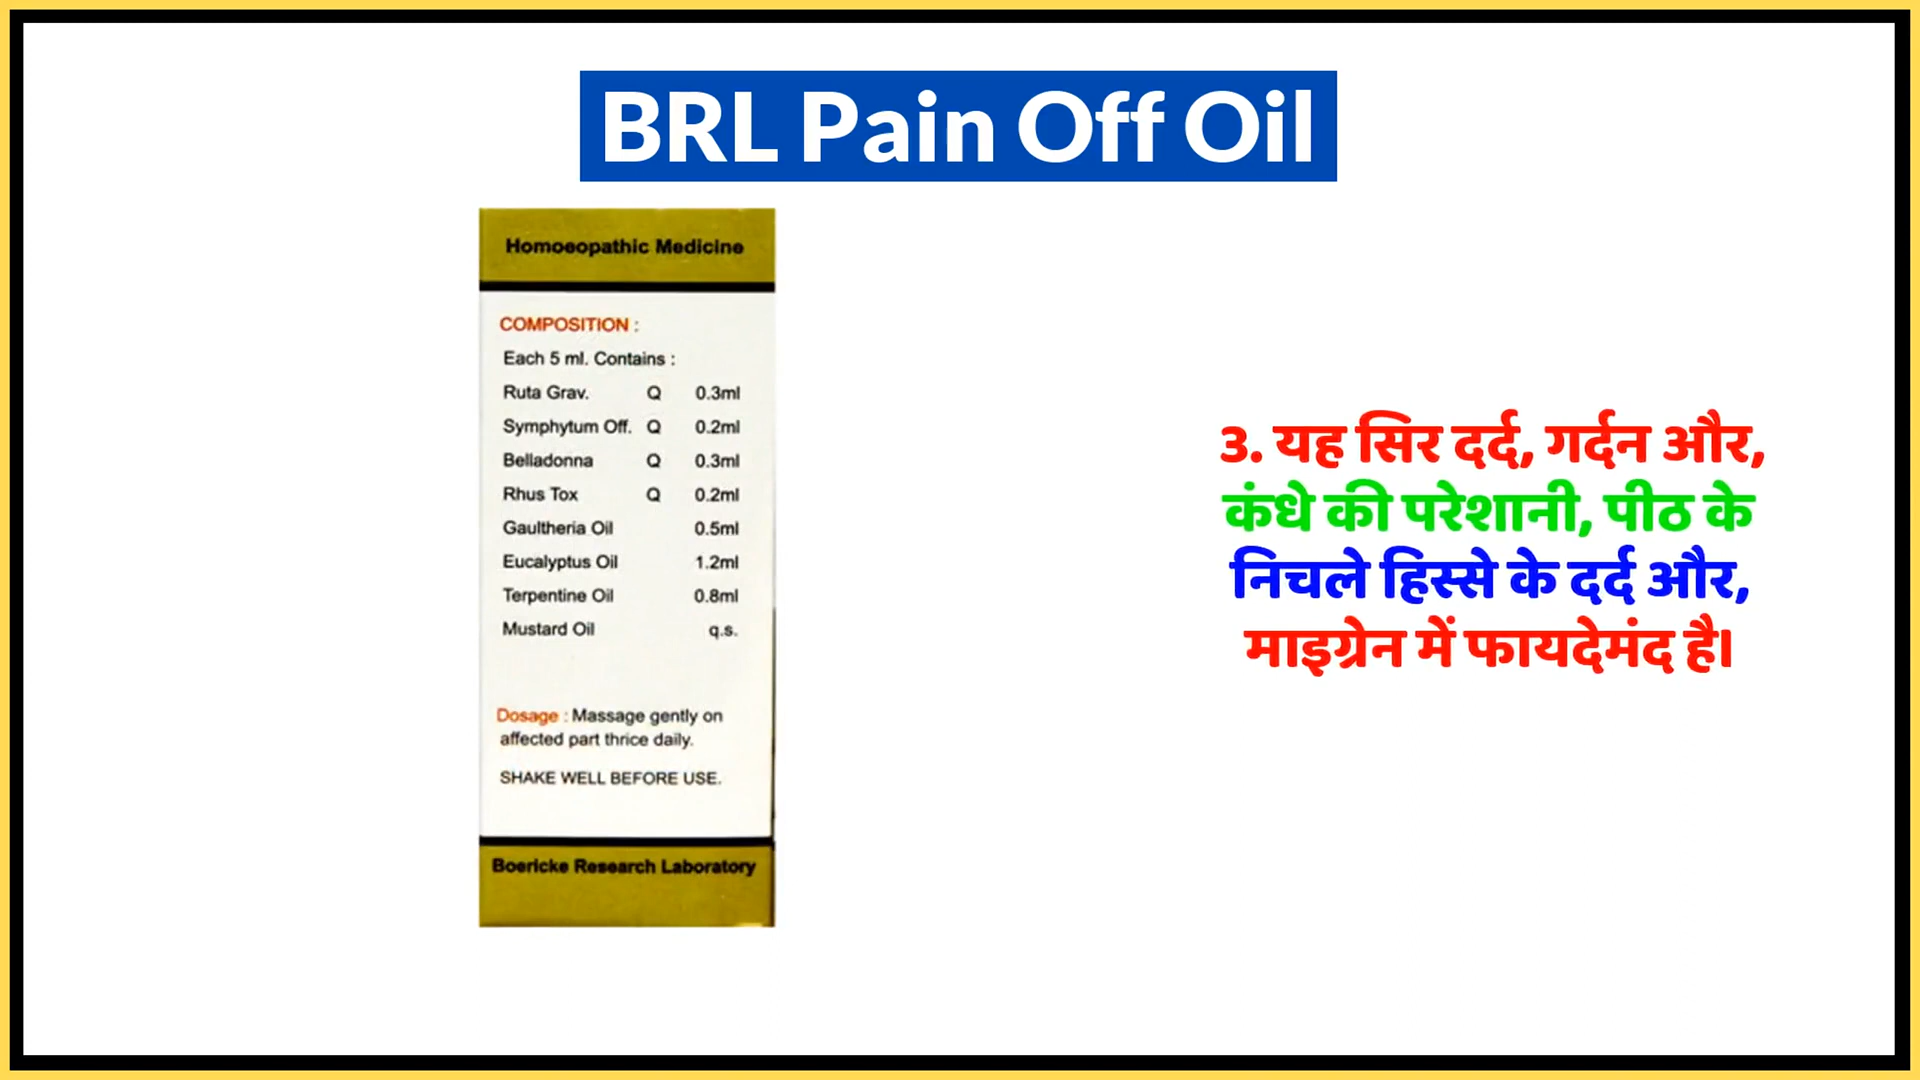 BRL Pain Off Oil
Homoeopathic Medicine
COMPOSITION :
Each 5 ml. Contains :
Ruta Grav. Q 0.3ml
Symphytum Off. Q 0.2ml
Belladonna Q 0.3ml
Rhus Tox Q 0.2ml
Gaultheria Oil 0.5ml
Eucalyptus Oil 1.2ml
Terpentine Oil 0.8ml
Mustard Oil q.s.
Dosage : Massage gently on
affected part thrice daily.
SHAKE WELL BEFORE USE.
Boericke Research Laboratory
3. यह सिर दर्द, गर्दन और,
कंधे की परेशानी, पीठ के
निचले हिस्से के दर्द और,
माइग्रेन में फायदेमंद है।